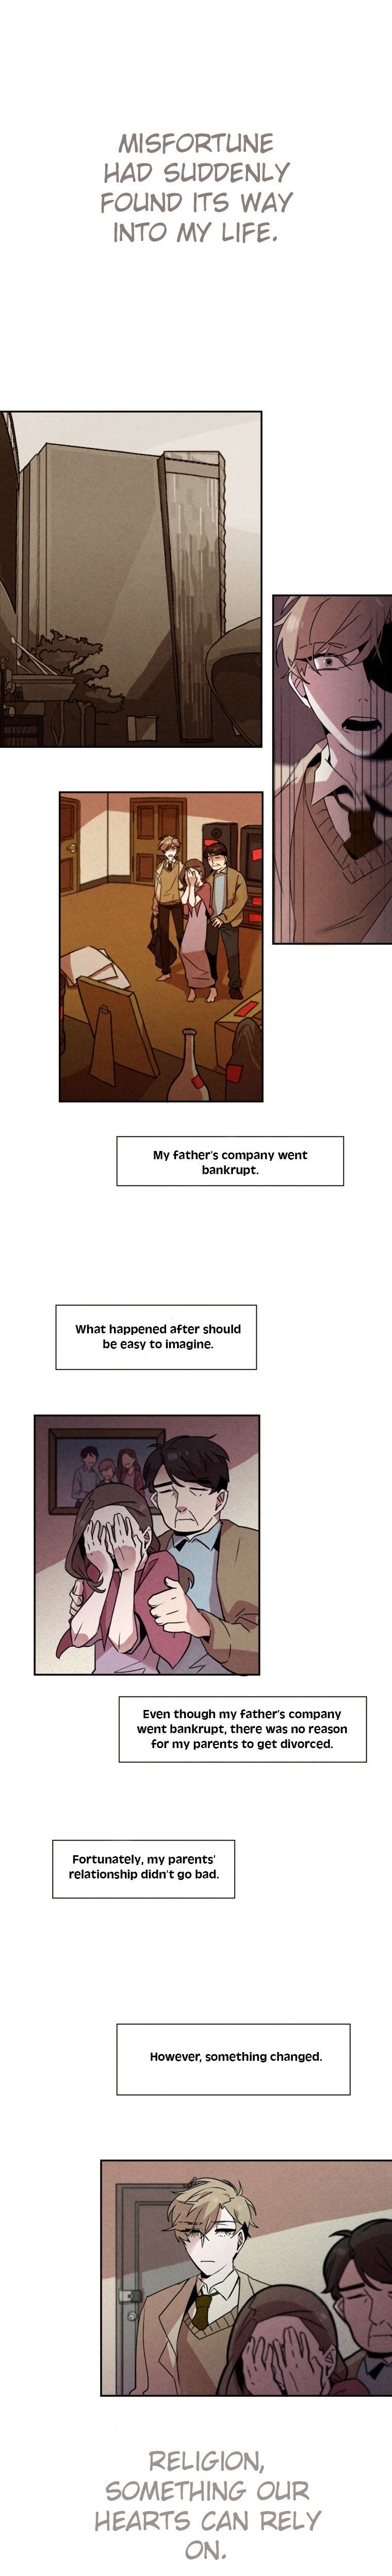 MISFORTUNE
HAD SUDDENLY
FOUND ITS WAY
INTO MY LIFE.
My father's company went
bankrupt.
What happened after should
be easy to imagine.
Even though my father's company
went bankrupt, there was no reason
for my parents to get divorced.
Fortunately, my parents'
relationship didn't go bad.
However, something changed.
RELIGION,
SOMETHING OUR
HEARTS CAN RELY
ON.